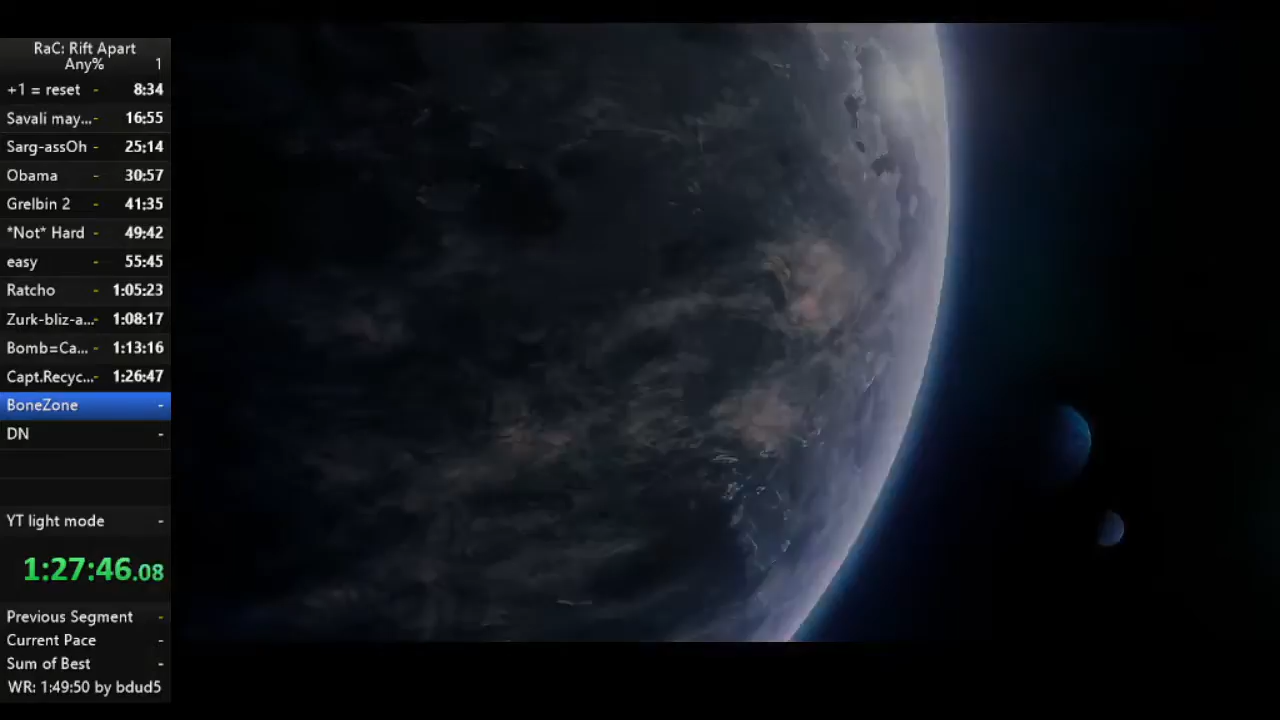 RaC: Rift Apart
Any% 1
+1 = reset - 8:34
Savali may...- 16:55
Sarg-assOh - 25:14
Obama - 30:57
Grelbin 2 - 41:35
*Not* Hard - 49:42
easy - 55:45
Ratcho - 1:05:23
Zurk-bliz-a...- 1:08:17
Bomb=Ca... - 1:13:16
Capt.Recyc...- 1:26:47
BoneZone -
DN -
YT light mode -
1:27:46.08
Previous Segment -
Current Pace -
Sum of Best -
WR: 1:49:50 by bdud5